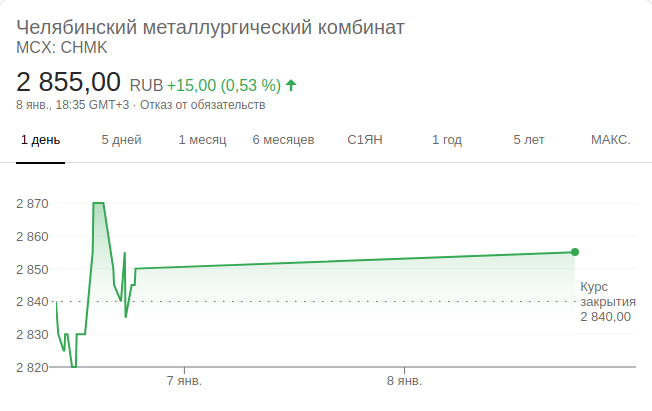 Челябинский металлургический комбинат
MCX: CHMK
2 855,00 RUB +15,00 (0,53 %)
8 янв., 18:35 GMT+3 · Отказ от обязательств
1 день 5 дней 1 месяц 6 месяцев С1ЯН 1 год 5 лет МАКС.
2 870
2 860
2 850
2 840
2 830
2 820
Курс
закрытия
2 840,00
7 янв. 8 янв.